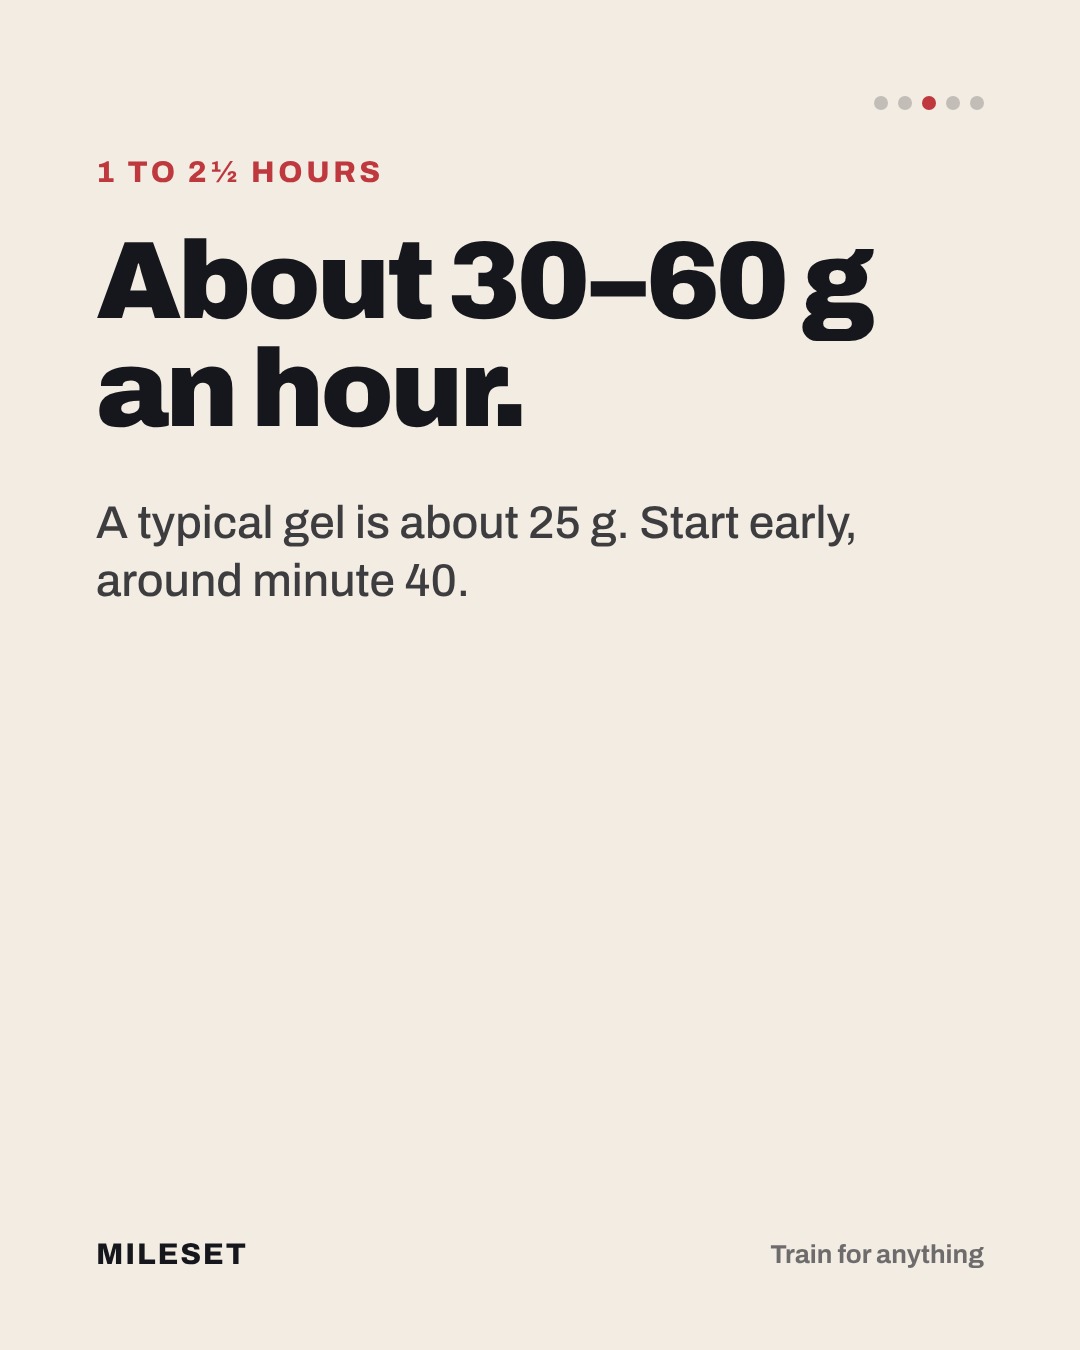 1 TO 2½ HOURS
About 30–60 g
an hour.
A typical gel is about 25 g. Start early,
around minute 40.
MILESET
Train for anything